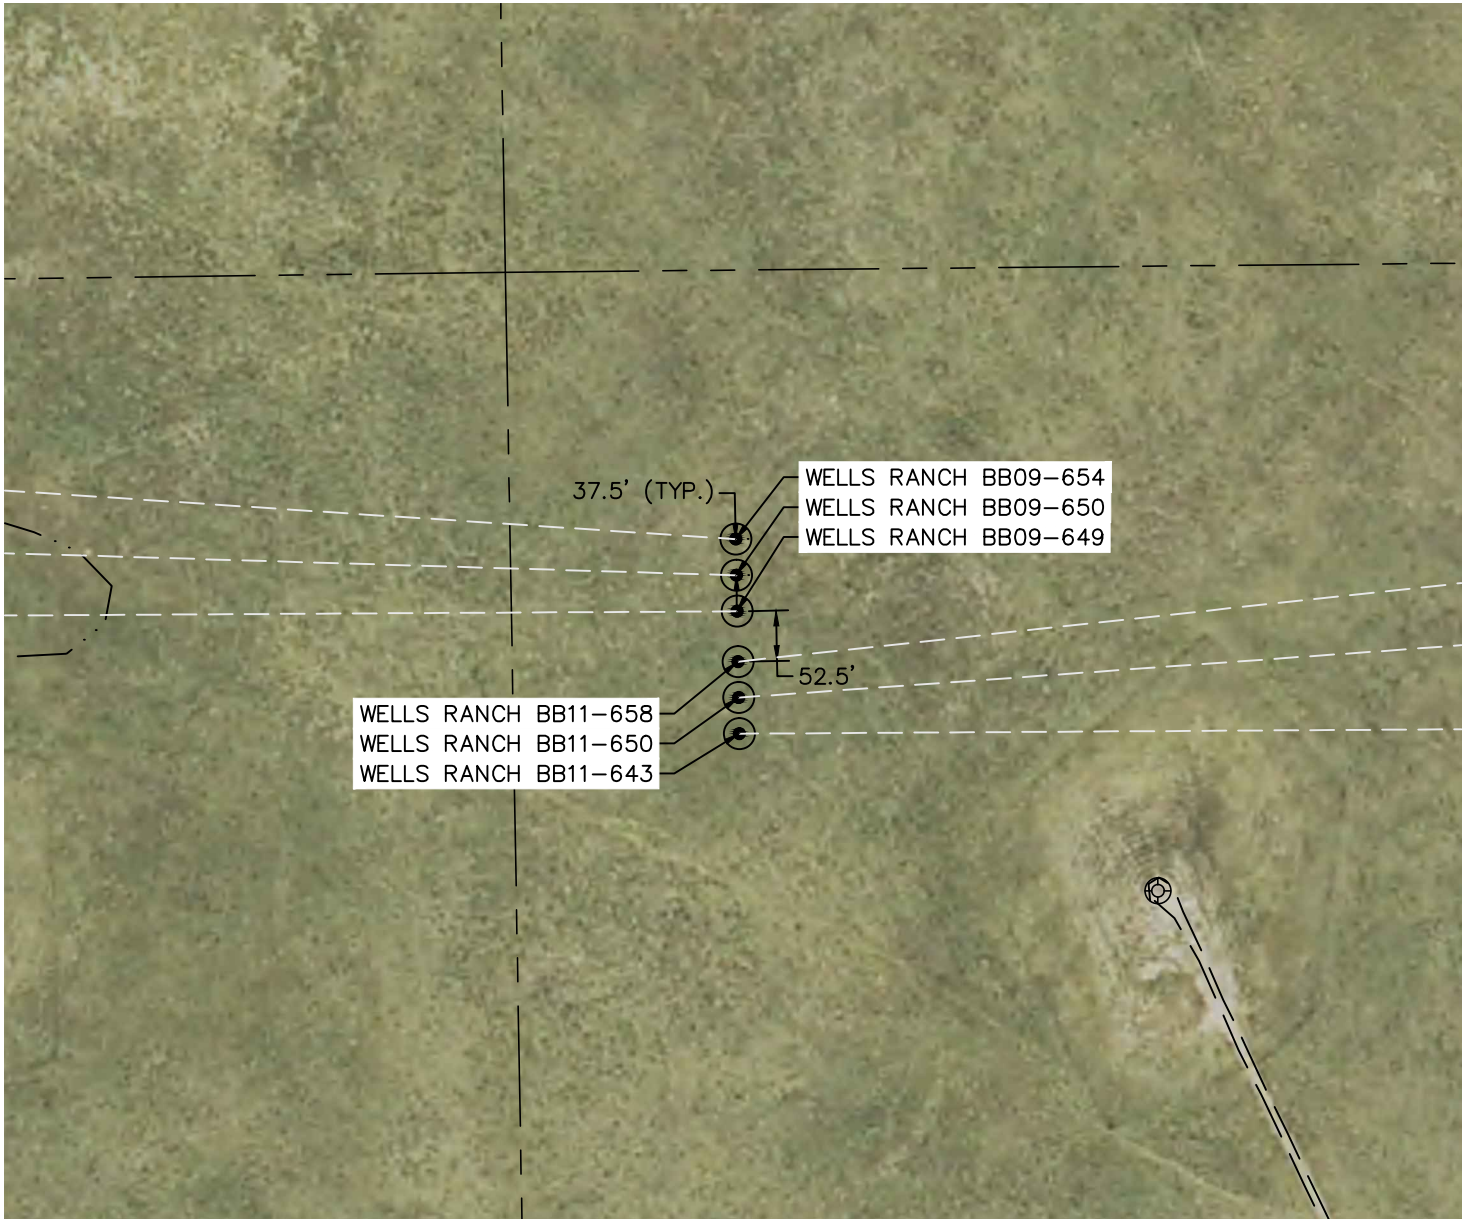 WELLS RANCH BB09-654
37.5' (TYP.)
WELLS RANCH BB09-650
WELLS RANCH BB09-649
52.5'
WELLS RANCH BB11-658
WELLS RANCH BB11-650
WELLS RANCH BB11-643